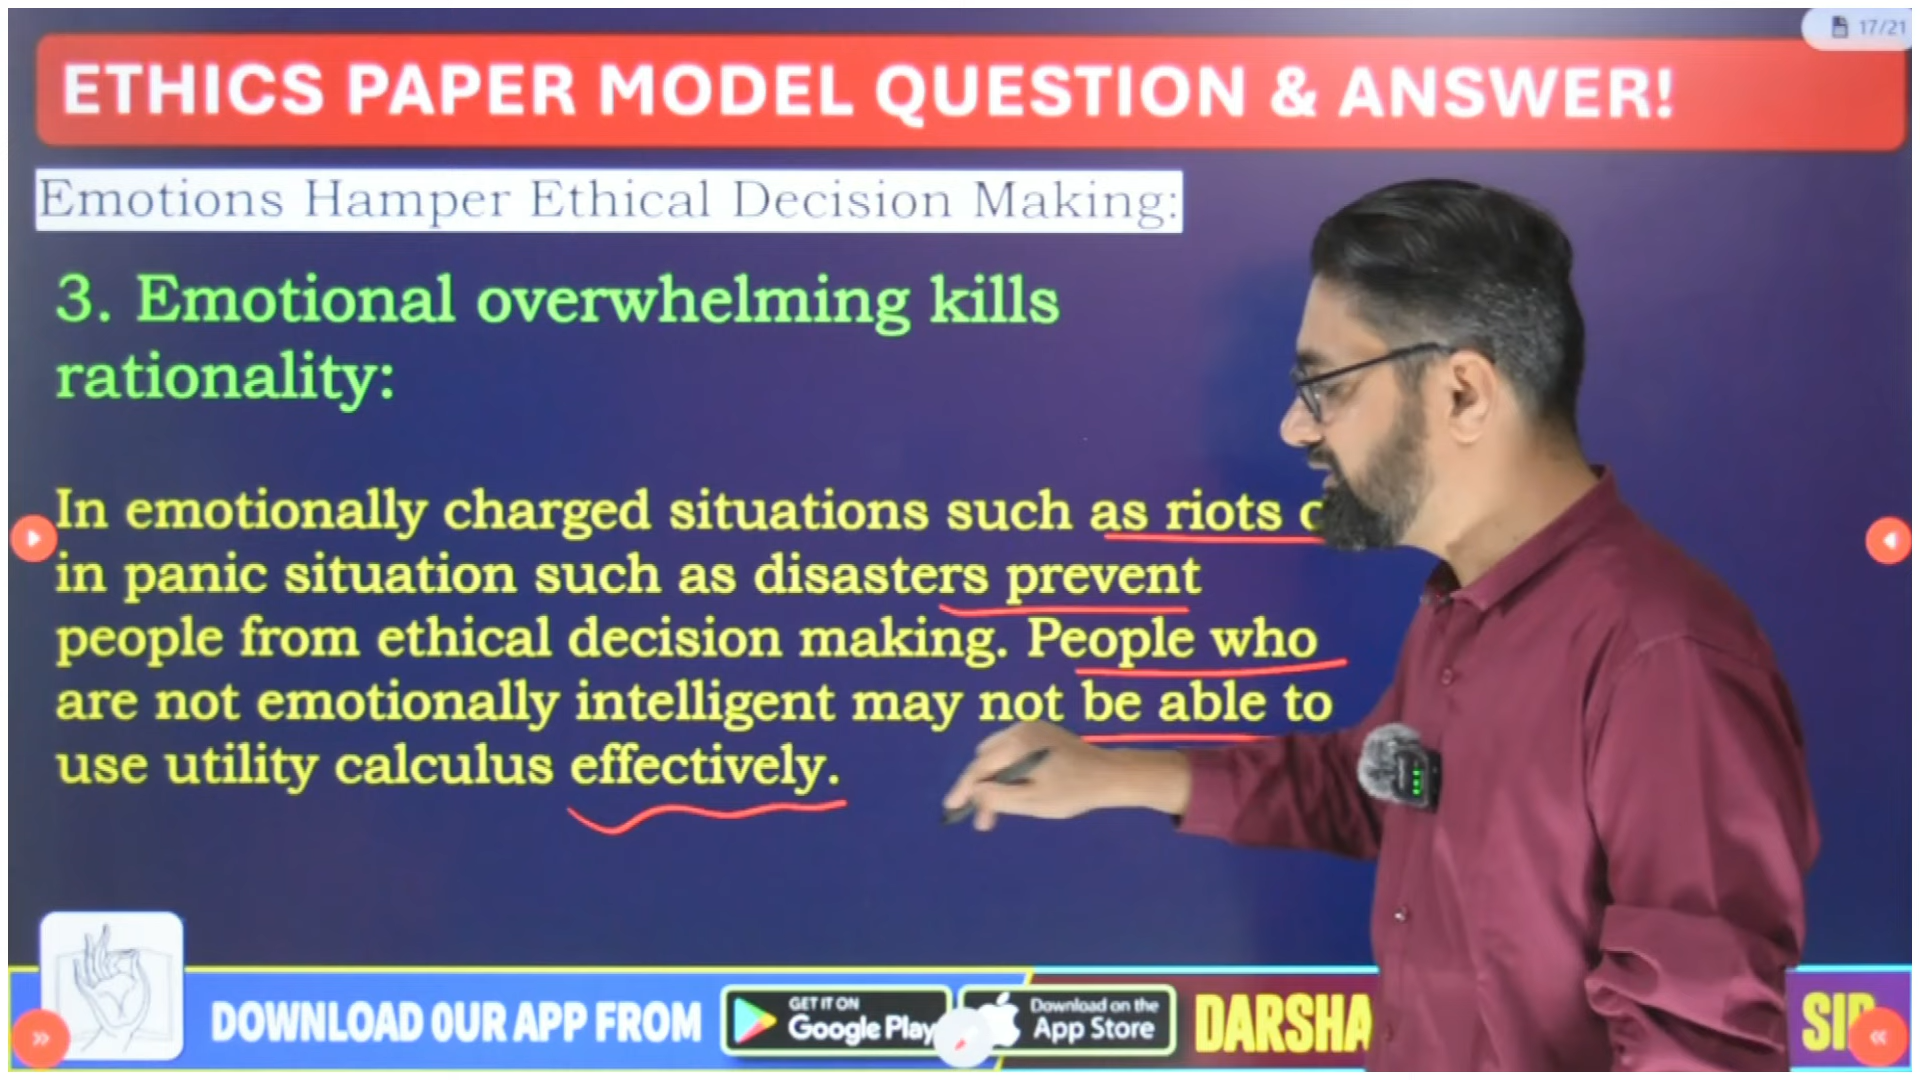 17/21
ETHICS PAPER MODEL QUESTION & ANSWER!
Emotions Hamper Ethical Decision Making:
3. Emotional overwhelming kills
rationality:
In emotionally charged situations such as riots
in panic situation such as disasters prevent
people from ethical decision making. People who
are not emotionally intelligent may not be able to
use utility calculus effectively.
DOWNLOAD 0UR APP FROM
GET IT ON
Google Play
Download on the
App Store
DARSHA
SIR